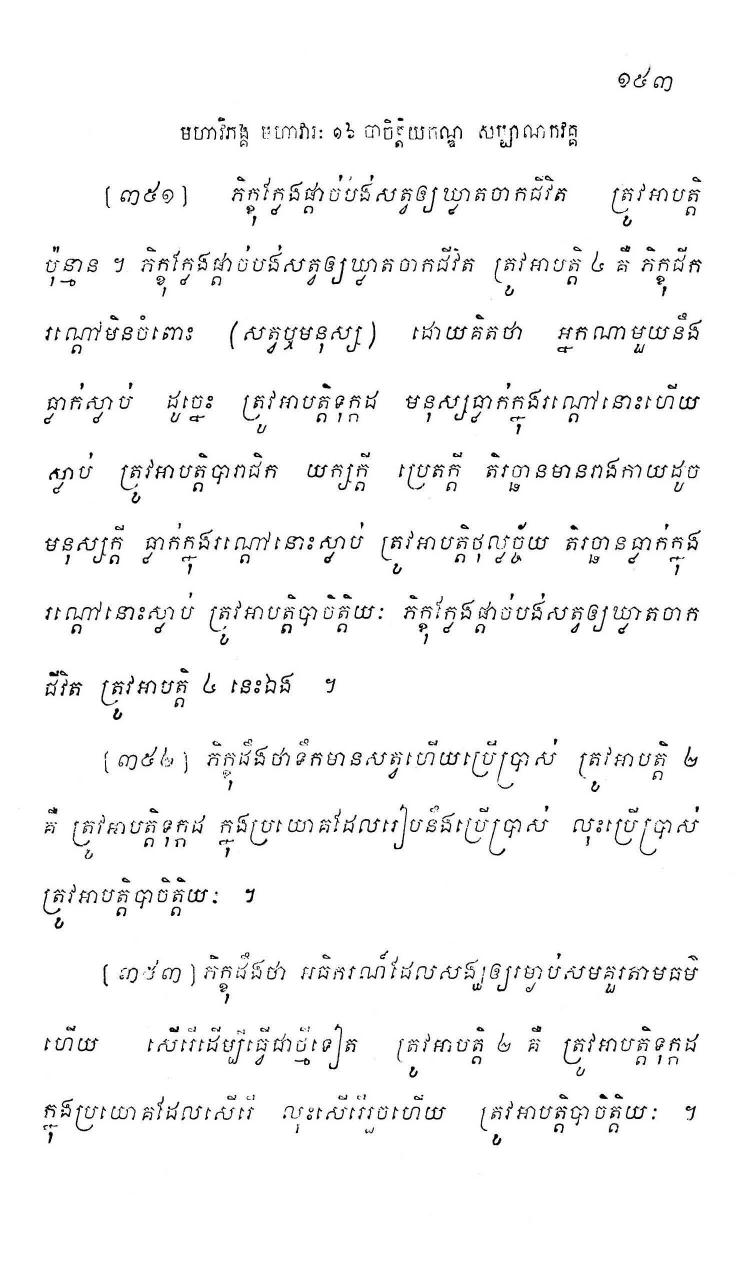 ១៥៣
មហាវិភង្គ មហាវារៈ ១៦ បាចិត្តិយកណ្ឌ សប្បាណកវគ្គ
[៣៥១] ភិក្ខុក្លែងផ្តាច់បង់សត្វឲ្យឃ្លាតចាកជីវិត ត្រូវអាបត្តិ
ប៉ុន្មាន ។ ភិក្ខុក្លែងផ្តាច់បង់សត្វឲ្យឃ្លាតចាកជីវិត ត្រូវអាបត្តិ ៤ គឺ ភិក្ខុជីក
រណ្តៅមិនចំពោះ (សត្វឬមនុស្ស) ដោយគិតថា អ្នកណាមួយនឹង
ធ្លាក់ស្លាប់ ដូច្នេះ ត្រូវអាបត្តិទុក្កដ មនុស្សធ្លាក់ក្នុងរណ្តៅនោះហើយ
ស្លាប់ ត្រូវអាបត្តិបារាជិក យក្សក្តី ប្រេតក្តី តិរច្ឆានមានរាងកាយដូច
មនុស្សក្តី ធ្លាក់ក្នុងរណ្តៅនោះស្លាប់ ត្រូវអាបត្តិថុល្លច្ច័យ តិរច្ឆានធ្លាក់ក្នុង
រណ្តៅនោះស្លាប់ ត្រូវអាបត្តិបាចិត្តិយៈ ភិក្ខុក្លែងផ្តាច់បង់សត្វឲ្យឃ្លាតចាក
ជីវិត ត្រូវអាបត្តិ ៤ នេះឯង ។
[៣៥២] ភិក្ខុដឹងថាទឹកមានសត្វហើយប្រើប្រាស់ ត្រូវអាបត្តិ ២
គឺ ត្រូវអាបត្តិទុក្កដ ក្នុងប្រយោគដែលរៀបនឹងប្រើប្រាស់ លុះប្រើប្រាស់
ត្រូវអាបត្តិបាចិត្តិយៈ ។
[៣៥៣] ភិក្ខុដឹងថា អធិករណ៍ដែលសង្ឃឲ្យរម្ងាប់សមគួរតាមធម៌
ហើយ សើរើដើម្បីធ្វើជាថ្មីទៀត ត្រូវអាបត្តិ ២ គឺ ត្រូវអាបត្តិទុក្កដ
ក្នុងប្រយោគដែលសើរើ លុះសើរើរួចហើយ ត្រូវអាបត្តិបាចិត្តិយៈ ។